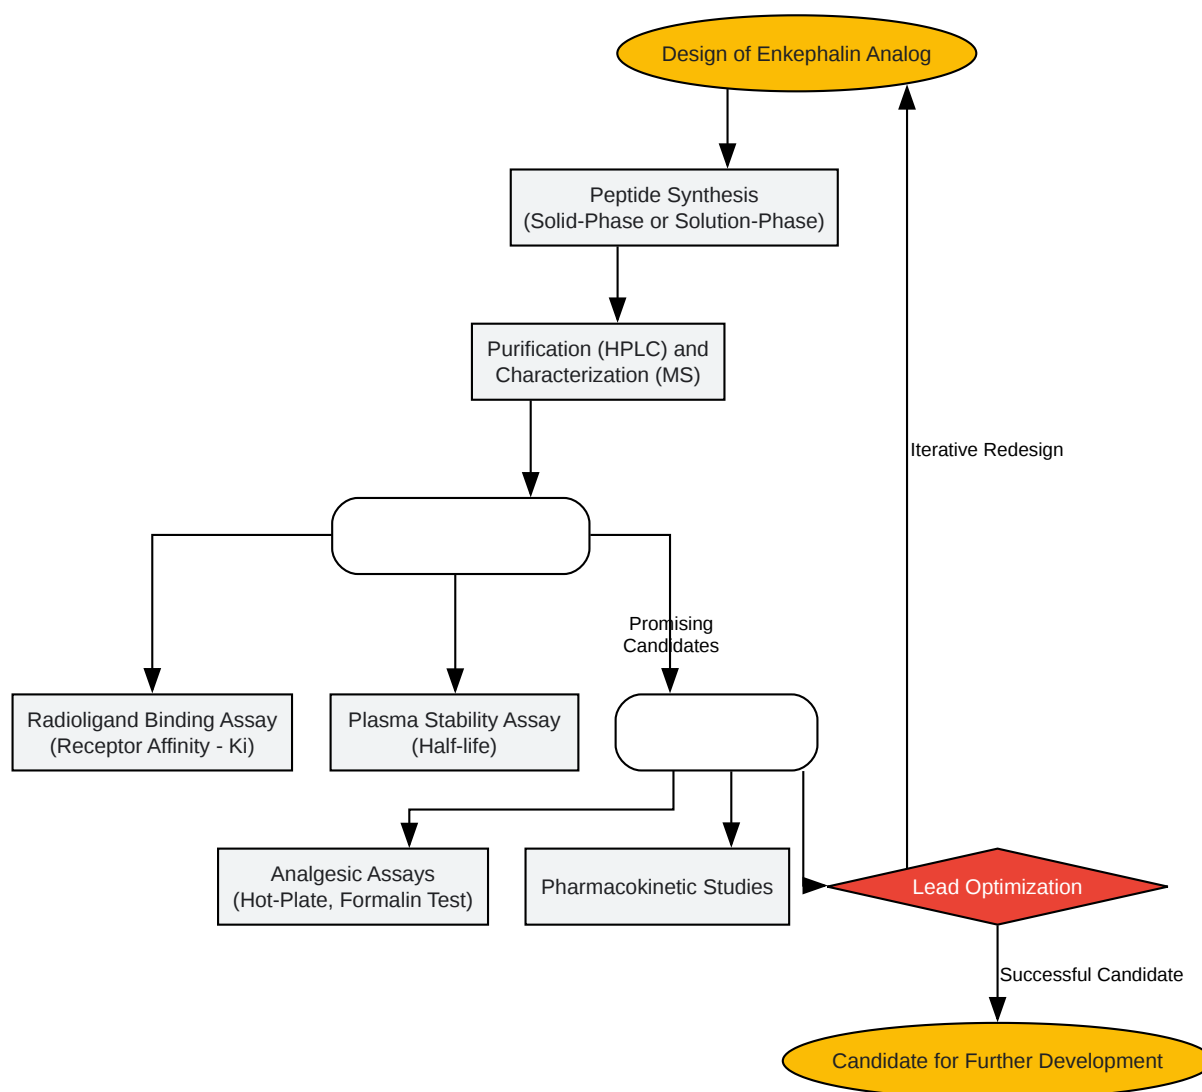 Design of Enkephalin Analog
Peptide Synthesis
(Solid-Phase or Solution-Phase)
Purification (HPLC) and
Characterization (MS)
Iterative Redesign
Promising
Candidates
Radioligand Binding Assay
(Receptor Affinity - Ki)
Plasma Stability Assay
(Half-life)
Analgesic Assays
(Hot-Plate, Formalin Test)
Pharmacokinetic Studies
Lead Optimization
Successful Candidate
Candidate for Further Development